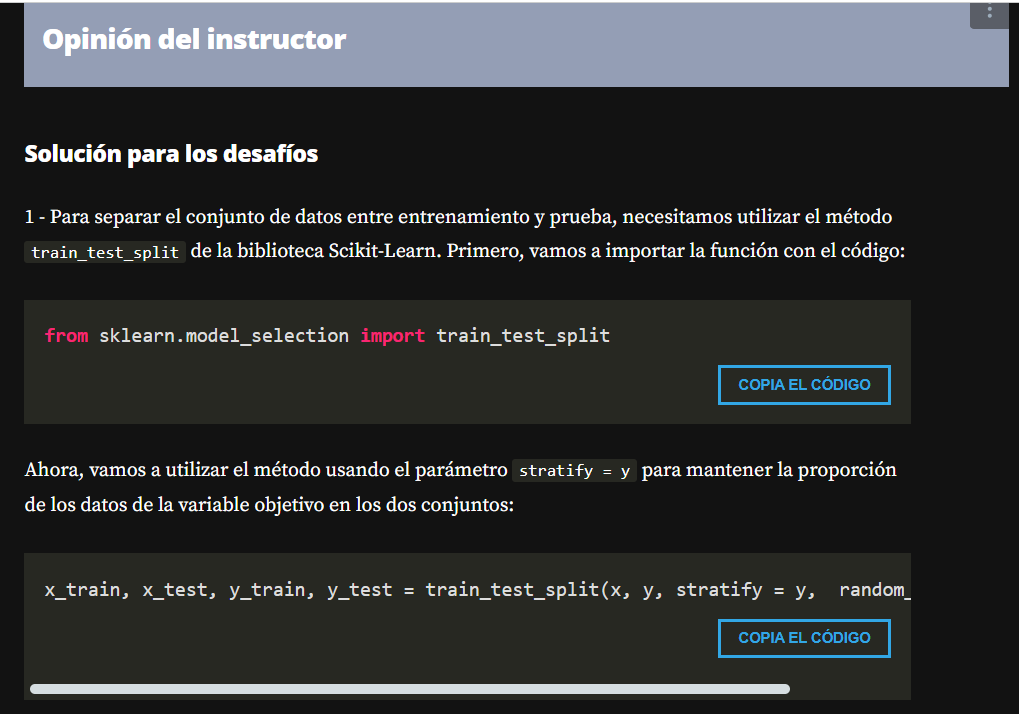 Opinión del instructor
Solución para los desafíos
1 - Para separar el conjunto de datos entre entrenamiento y prueba, necesitamos utilizar el método
train_test_split de la biblioteca Scikit-Learn. Primero, vamos a importar la función con el código:
from sklearn.model_selection import train_test_split
COPIA EL CÓDIGO
Ahora, vamos a utilizar el método usando el parámetro stratify = y para mantener la proporción
de los datos de la variable objetivo en los dos conjuntos:
x_train, x_test, y_train, y_test = train_test_split(x, y, stratify = y,  random_
COPIA EL CÓDIGO